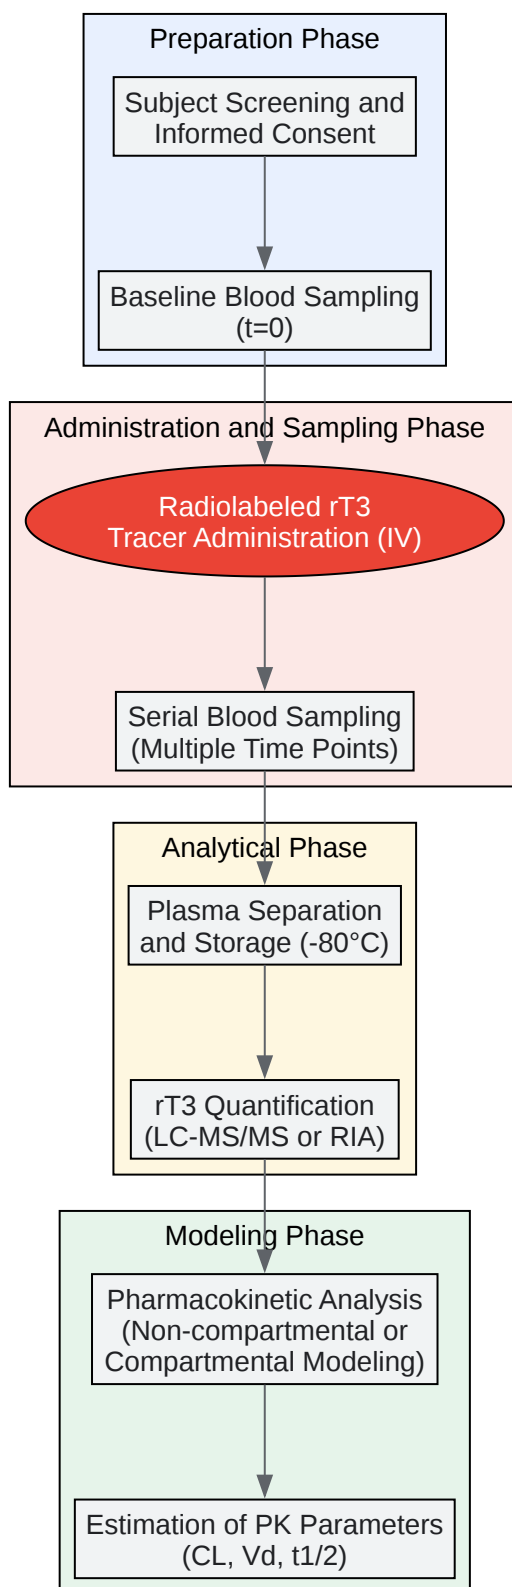 Preparation Phase
Subject Screening and
Informed Consent
Baseline Blood Sampling
(t=0)
Administration and Sampling Phase
Radiolabeled rT3
Tracer Administration (IV)
Serial Blood Sampling
(Multiple Time Points)
Analytical Phase
Plasma Separation
and Storage (-80°C)
rT3 Quantification
(LC-MS/MS or RIA)
Modeling Phase
Pharmacokinetic Analysis
(Non-compartmental or
Compartmental Modeling)
Estimation of PK Parameters
(CL, Vd, t1/2)